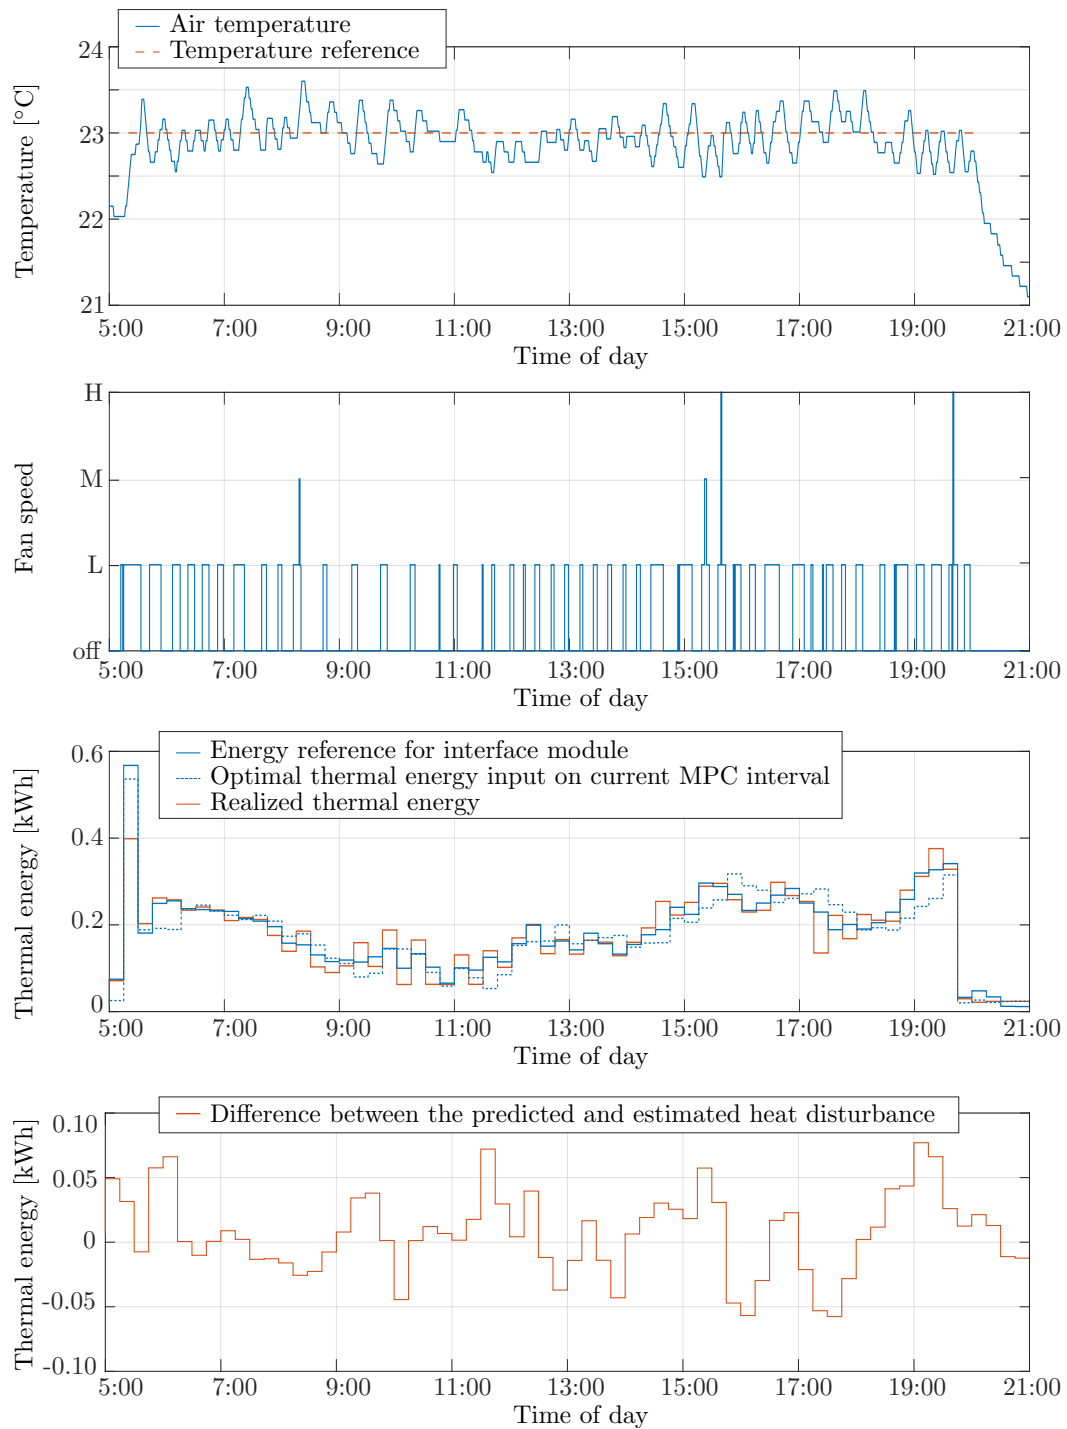 Air temperature
Temperature reference
24
23
22
21
Temperature [°C]
5:00 7:00 9:00 11:00 13:00 15:00 17:00 19:00 21:00
Time of day
H
M
L
off
Fan speed
5:00 7:00 9:00 11:00 13:00 15:00 17:00 19:00 21:00
Time of day
Energy reference for interface module
Optimal thermal energy input on current MPC interval
Realized thermal energy
0.6
0.4
0.2
0
Thermal energy [kWh]
5:00 7:00 9:00 11:00 13:00 15:00 17:00 19:00 21:00
Time of day
Difference between the predicted and estimated heat disturbance
0.10
0.05
0
-0.05
-0.10
Thermal energy [kWh]
5:00 7:00 9:00 11:00 13:00 15:00 17:00 19:00 21:00
Time of day